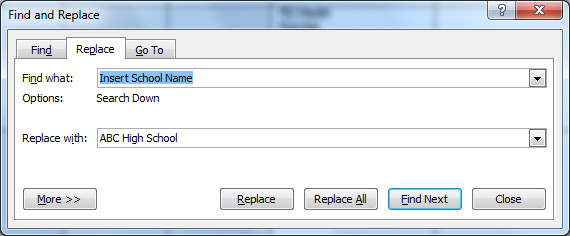 Find and Replace
Find Replace Go To
Find what: Insert School Name
Options: Search Down
Replace with: ABC High School
More >> Replace Replace All Find Next Close